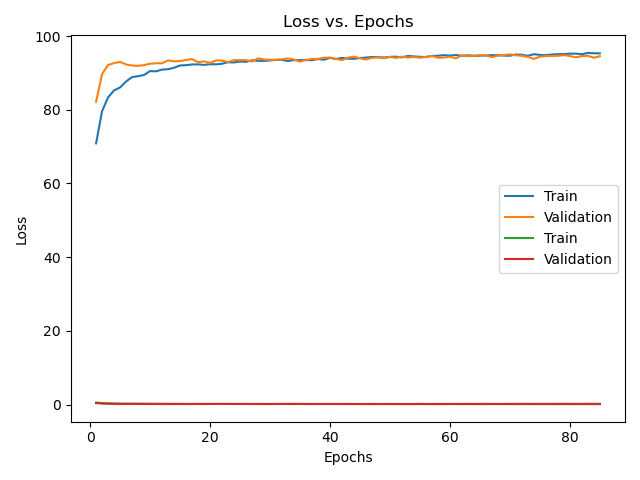 Loss vs. Epochs
100
80
60
40
20
0
Loss
Train
Validation
Train
Validation
0 20 40 60 80
Epochs